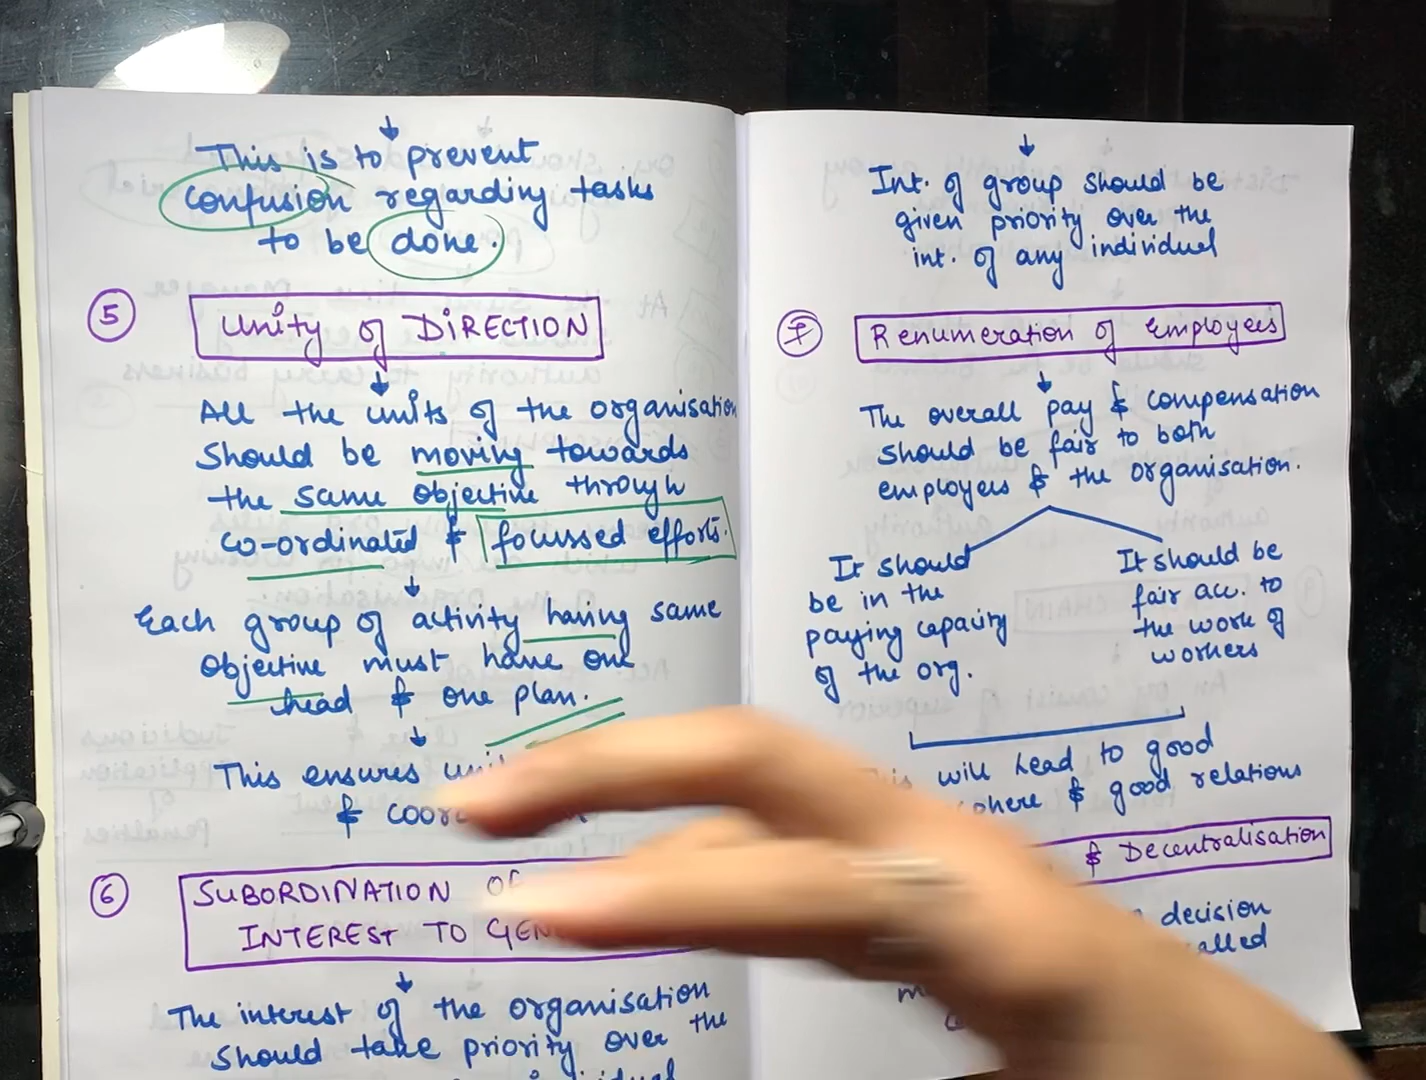 This is to prevent
confusion regarding tasks
to be done.
5 Unity of DIRECTION
All the units of the organisation
should be moving towards
the same objective through
co-ordinated & focussed efforts.
Each group of activity having same
objective must have one
head & one plan.
This ensures
&
6 SUBORDINATION
INTEREST TO
The interest of the organisation
should take priority over the
Int. of group should be
given priority over the
int. of any individual
7 Renumeration of employees
The overall pay & compensation
should be fair to both
employees & the organisation.
It should
be in the
paying capacity
of the org.
It should be
fair acc. to
the work of
workers
will lead to good
& good relations
& Decentralisation
decision